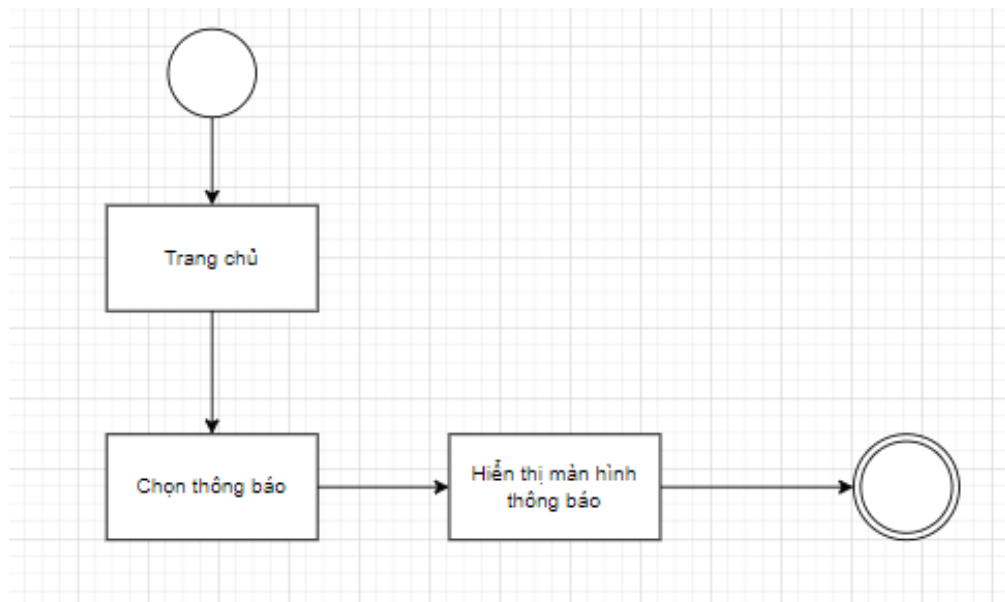 Trang chủ
Chọn thông báo
Hiển thị màn hình
thông báo